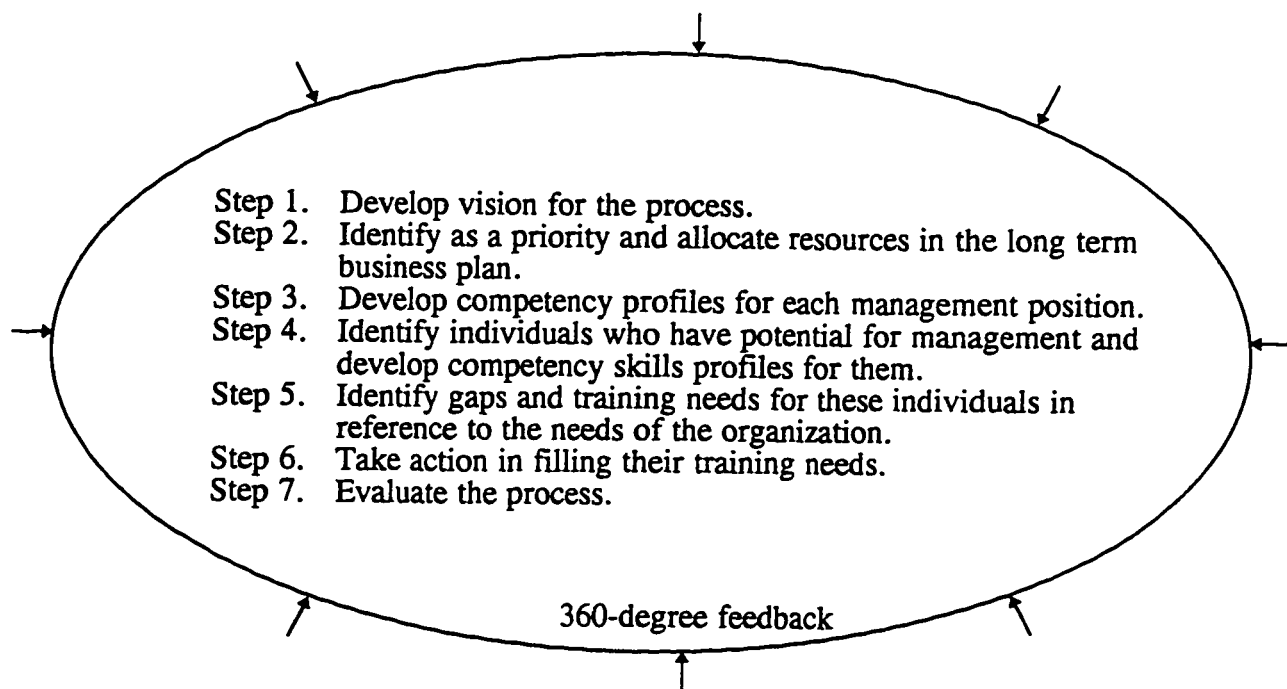 Step 1. Develop vision for the process.
Step 2. Identify as a priority and allocate resources in the long term
business plan.
Step 3. Develop competency profiles for each management position.
Step 4. Identify individuals who have potential for management and
develop competency skills profiles for them.
Step 5. Identify gaps and training needs for these individuals in
reference to the needs of the organization.
Step 6. Take action in filling their training needs.
Step 7. Evaluate the process.
360-degree feedback